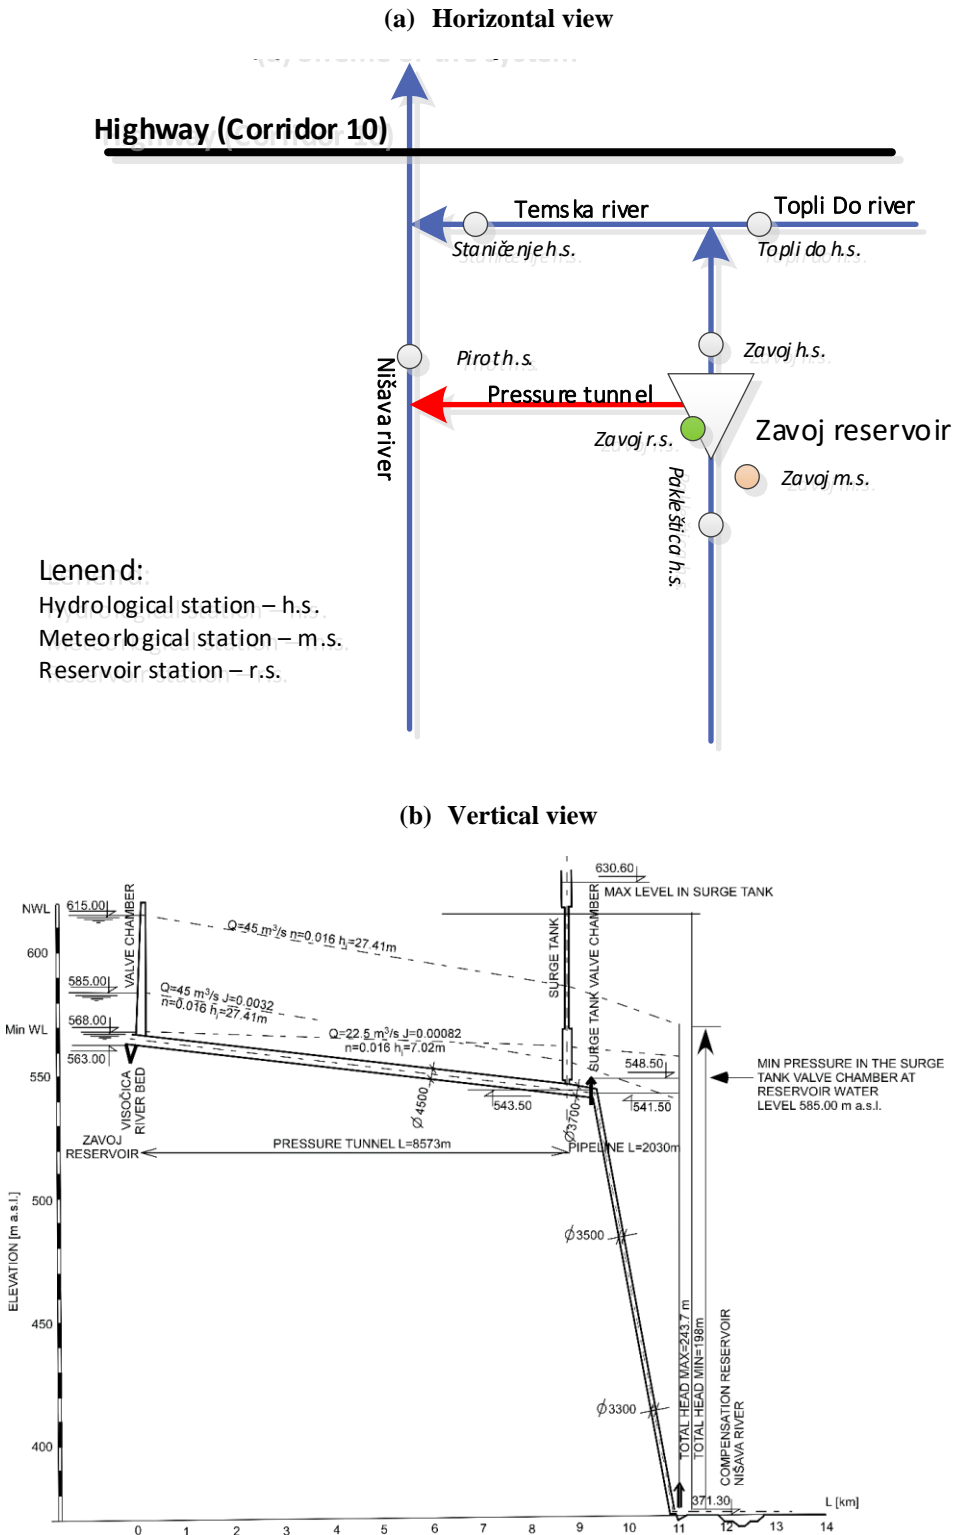 (a) Horizontal view
Highway (Corridor 10)
Temska river
Topli Do river
Staničenje h.s.
Topli do h.s.
Nišava river
Pirot h.s.
Zavoj h.s.
Pressure tunnel
Zavoj r.s.
Zavoj reservoir
Pakleštica h.s.
Zavoj m.s.
Lenend:
Hydrological station – h.s.
Meteorlogical station – m.s.
Reservoir station – r.s.
(b) Vertical view
630.60
MAX LEVEL IN SURGE TANK
NWL
615.00
VALVE CHAMBER
Q=45 m³/s n=0.016 hⱼ=27.41m
SURGE TANK
SURGE TANK VALVE CHAMBER
600
585.00
Q=45 m³/s J=0.0032
n=0.016 hⱼ=27.41m
568.00
Min WL
Q=22.5 m³/s J=0.00082
n=0.016 hⱼ=7.02m
563.00
548.50
MIN PRESSURE IN THE SURGE
TANK VALVE CHAMBER AT
RESERVOIR WATER
LEVEL 585.00 m a.s.l.
550
VISOČICA
RIVER BED
Ø4500
543.50
Ø3700
541.50
ZAVOJ
RESERVOIR
PRESSURE TUNNEL L=8573m
PIPELINE L=2030m
500
ELEVATION [m a.s.l.]
Ø3500
450
TOTAL HEAD MAX=243.7 m
TOTAL HEAD MIN=198m
COMPENSATION RESERVOIR
NIŠAVA RIVER
Ø3300
400
371.30
L [km]
0 1 2 3 4 5 6 7 8 9 10 11 12 13 14